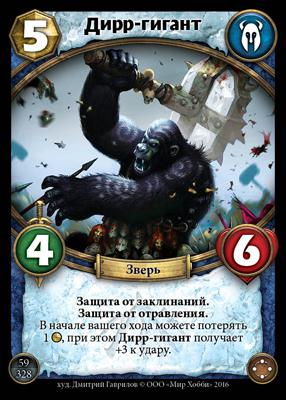 5
Дирр-гигант
4
Зверь
6
Защита от заклинаний.
Защита от отравления.
В начале вашего хода можете потерять
1 , при этом Дирр-гигант получает
+3 к удару.
59
328
худ. Дмитрий Гаврилов © ООО «Мир Хобби» 2016